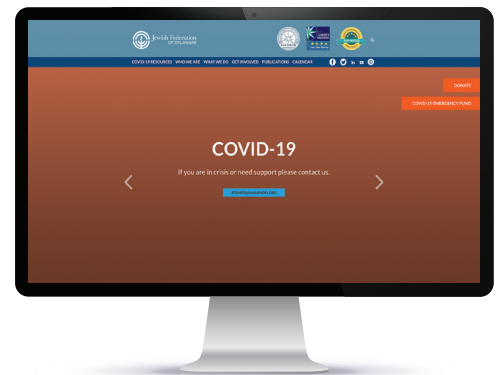 Jewish Federation
OF DELAWARE
COVID-19 RESOURCES WHO WE ARE WHAT WE DO GET INVOLVED PUBLICATIONS CALENDAR
DONATE
COVID-19 EMERGENCY FUND
COVID-19
If you are in crisis or need support please contact us.